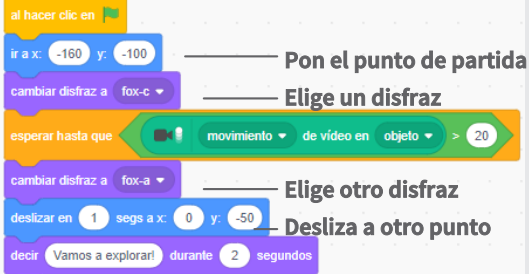 al hacer clic en
ir a x: -160 y: -100
Pon el punto de partida
cambiar disfraz a fox-c
Elige un disfraz
esperar hasta que movimiento de vídeo en objeto > 20
cambiar disfraz a fox-a
Elige otro disfraz
deslizar en 1 segs a x: 0 y: -50
Desliza a otro punto
decir Vamos a explorar! durante 2 segundos